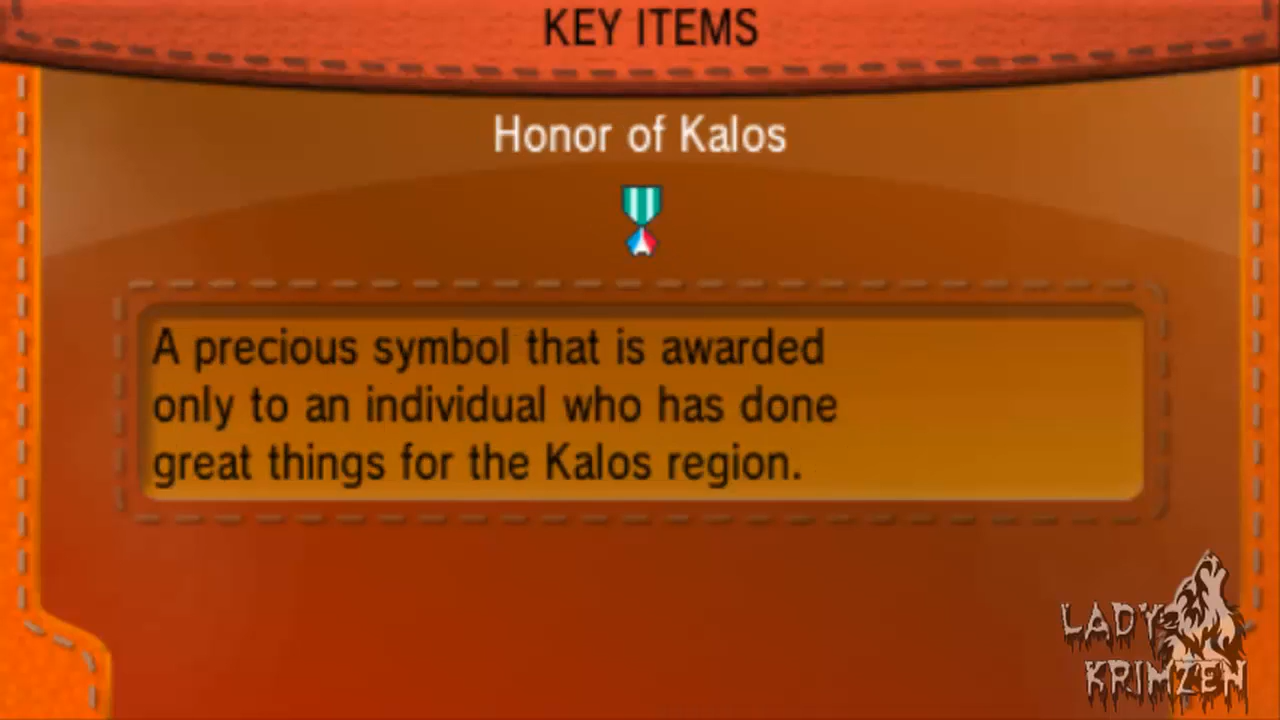 KEY ITEMS
Honor of Kalos
A precious symbol that is awarded
only to an individual who has done
great things for the Kalos region.
LADY
KRIMZEN